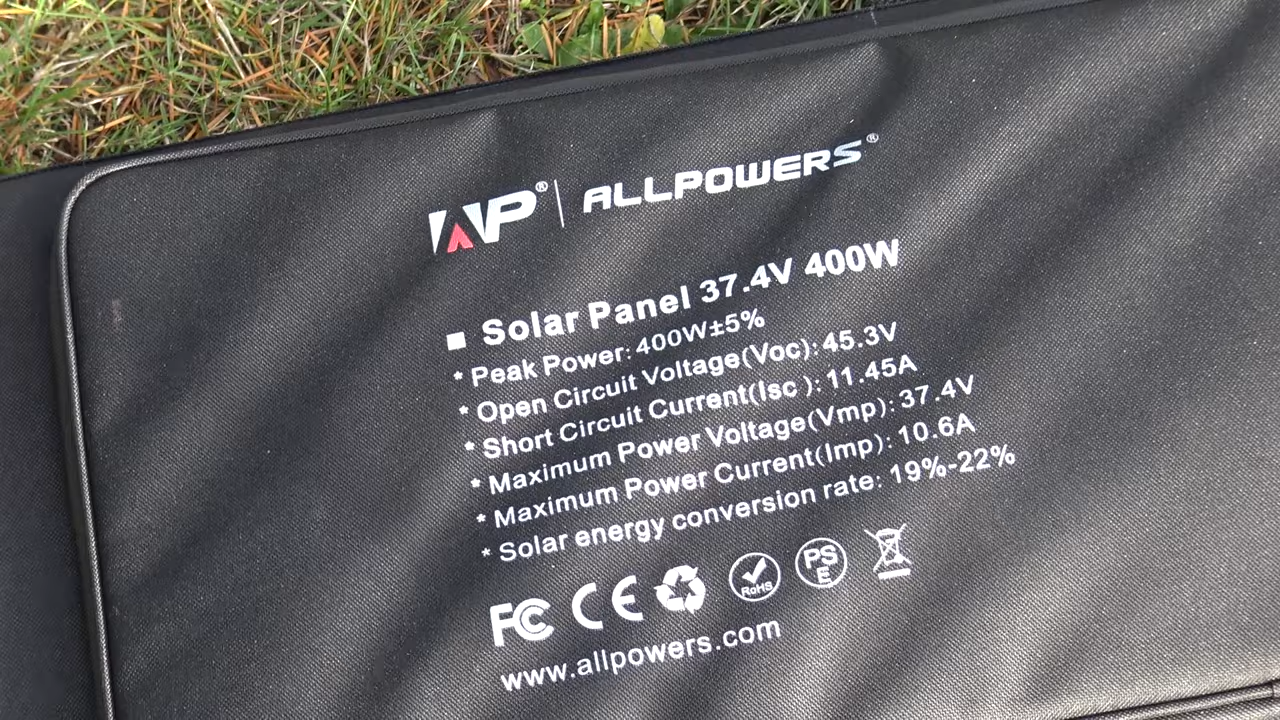 AP® | ALLPOWERS®
■ Solar Panel 37.4V 400W
* Peak Power: 400W±5%
* Open Circuit Voltage(Voc): 45.3V
* Short Circuit Current(Isc ): 11.45A
* Maximum Power Voltage(Vmp): 37.4V
* Maximum Power Current(Imp): 10.6A
* Solar energy conversion rate: 19%-22%
FC CE RoHS PSE
www.allpowers.com